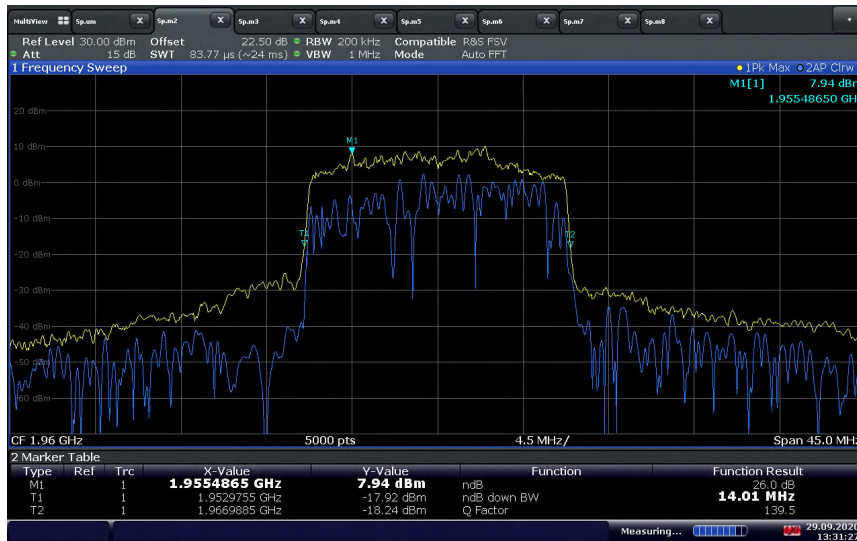 MultiView Sp.um X Sp.m2 X Sp.m3 X Sp.m4 X Sp.m5 X Sp.m6 X Sp.m7 X Sp.m8 X
Ref Level 30.00 dBm Offset 22.50 dB RBW 200 kHz Compatible R&S FSV
Att 15 dB SWT 83.77 µs (~24 ms) VBW 1 MHz Mode Auto FFT
1 Frequency Sweep 1Pk Max 2AP Clrw
M1[1] 7.94 dBm
1.95548650 GH
20 dBm
10 dBm
M1
0 dBm
-10 dBm
T1 T2
-20 dBm
-30 dBm
-40 dBm
-50 dBm
-60 dBm
CF 1.96 GHz 5000 pts 4.5 MHz/ Span 45.0 MH
2 Marker Table
Type Ref Trc X-Value Y-Value Function Function Result
M1 1 1.9554865 GHz 7.94 dBm ndB 26.0 dB
T1 1 1.9529755 GHz -17.92 dBm ndB down BW 14.01 MHz
T2 1 1.9669885 GHz -18.24 dBm Q Factor 139.5
Measuring... 29.09.2020
13:31:27